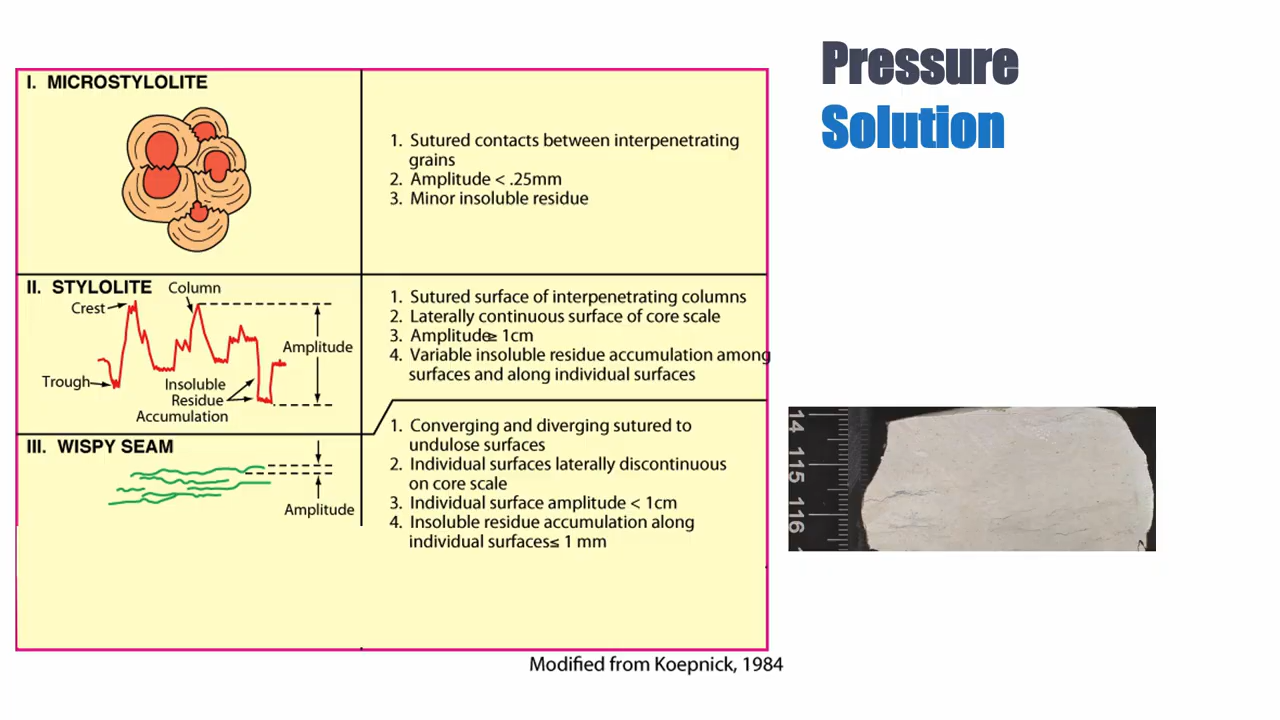 Pressure
Solution
I. MICROSTYLOLITE
1. Sutured contacts between interpenetrating
grains
2. Amplitude < .25mm
3. Minor insoluble residue
II. STYLOLITE
Column
Crest
Amplitude
Trough
Insoluble
Residue
Accumulation
1. Sutured surface of interpenetrating columns
2. Laterally continuous surface of core scale
3. Amplitude≥ 1cm
4. Variable insoluble residue accumulation among
surfaces and along individual surfaces
III. WISPY SEAM
Amplitude
1. Converging and diverging sutured to
undulose surfaces
2. Individual surfaces laterally discontinuous
on core scale
3. Individual surface amplitude < 1cm
4. Insoluble residue accumulation along
individual surfaces≤ 1 mm
14
115
116
Modified from Koepnick, 1984